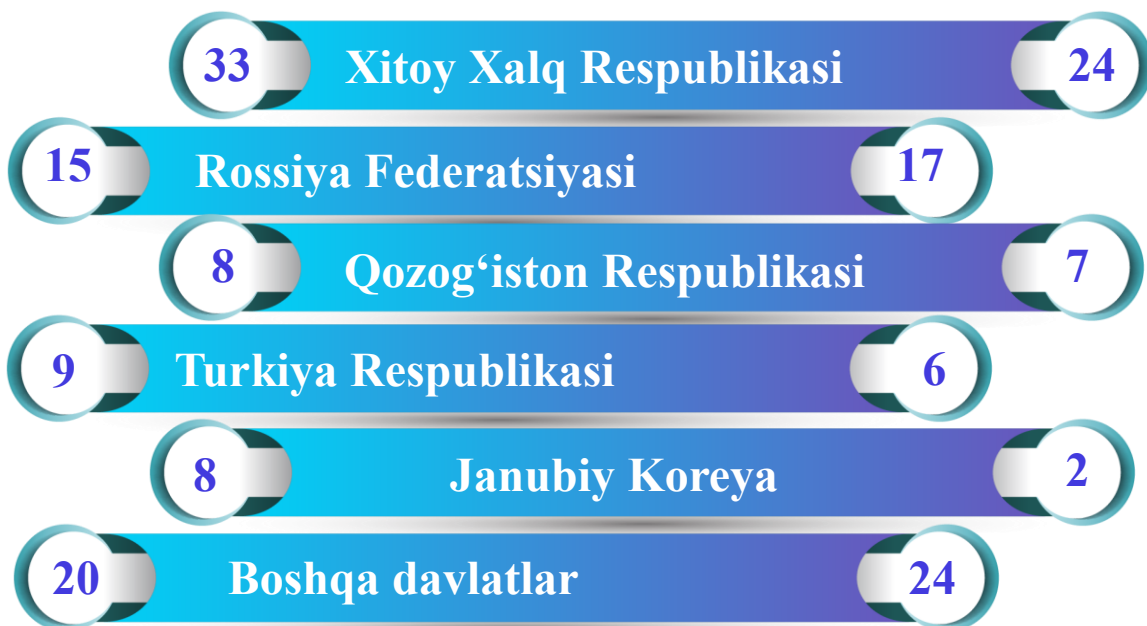 33 Xitoy Xalq Respublikasi 24
15 Rossiya Federatsiyasi 17
8 Qozog‘iston Respublikasi 7
9 Turkiya Respublikasi 6
8 Janubiy Koreya 2
20 Boshqa davlatlar 24